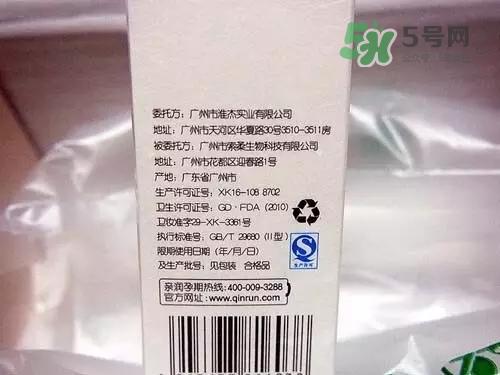 5号网
委托方：广州市淮杰实业有限公司
地址：广州市天河区华夏路30号3510-3511房
被委托方：广州市索柔生物科技有限公司
地址：广州市花都区迎春路1号
产地：广东省广州市
生产许可证号：XK16-108 8702
卫生许可证号：GD·FDA (2010)
卫妆准字29-XK-3361号
执行标准号：GB/T 29680 (II型)
限期使用日期（年/月/日）
及生产批号：见包装 合格品
生产许可
亲润孕期热线:400-009-3288
官方网址:www.qinrun.com